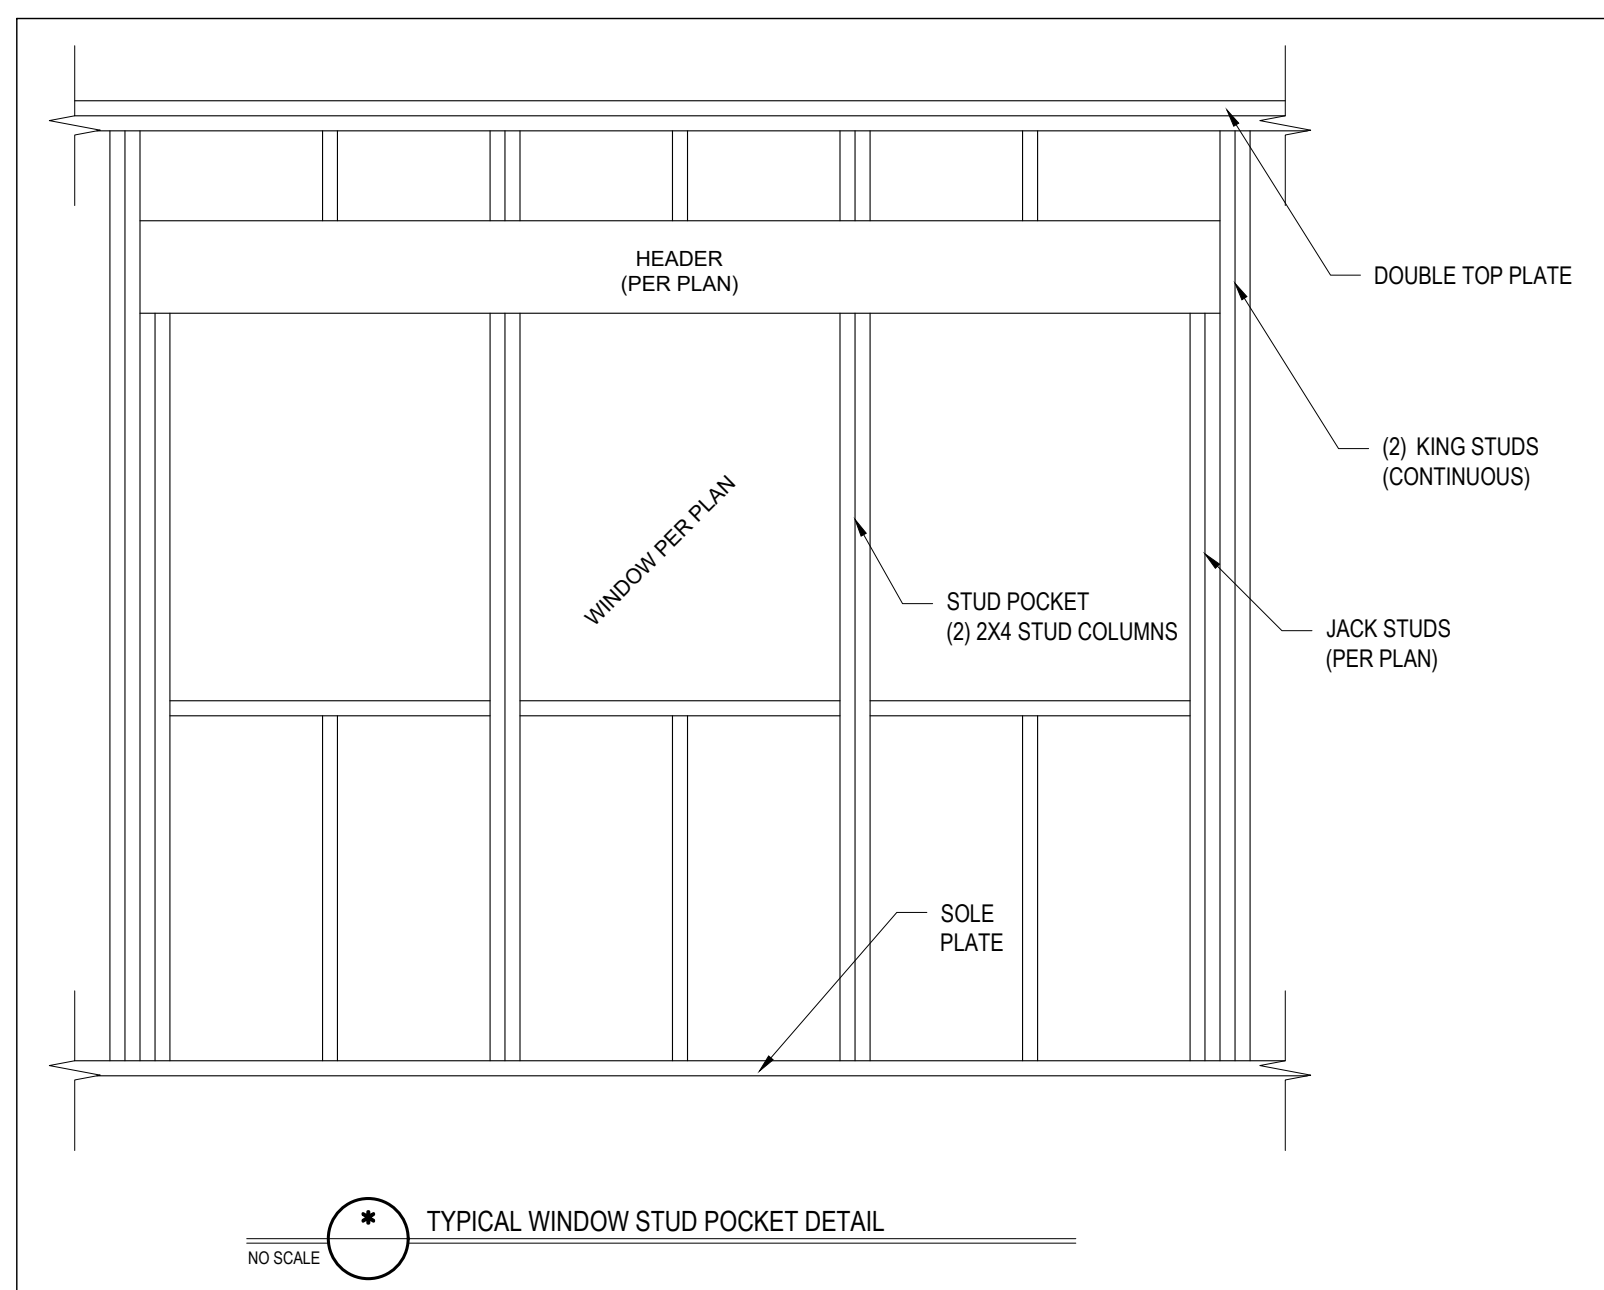 HEADER
(PER PLAN)
DOUBLE TOP PLATE
(2) KING STUDS
(CONTINUOUS)
WINDOW PER PLAN
STUD POCKET
(2) 2X4 STUD COLUMNS
JACK STUDS
(PER PLAN)
SOLE
PLATE
*
TYPICAL WINDOW STUD POCKET DETAIL
NO SCALE